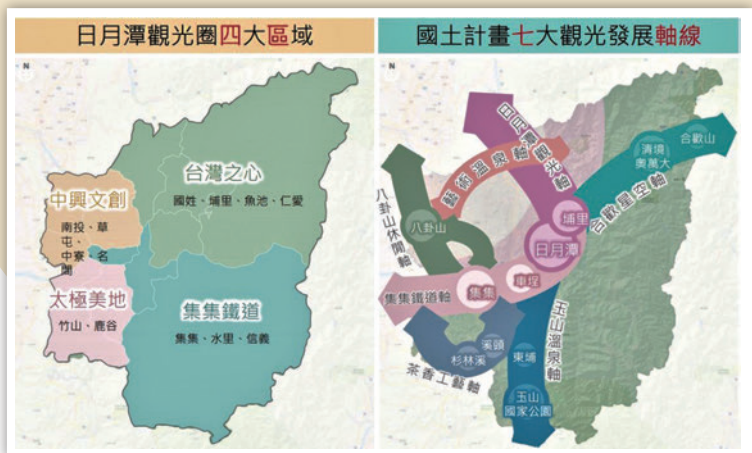 日月潭觀光圈四大區域
N
台灣之心
國姓、埔里、魚池、仁愛
中興文創
南投、草
屯、
中寮、名
間
太極美地
竹山、鹿谷
集集鐵道
集集、水里、信義
國土計畫七大觀光發展軸線
N
日月潭觀光軸
藝術溫泉軸
八卦山休閒軸
八卦山
合歡山
清境
奧萬大
合歡星空軸
埔里
日月潭
車埕
集集
集集鐵道軸
溪頭
杉林溪
茶香工藝軸
東埔
玉山溫泉軸
玉山
國家公園